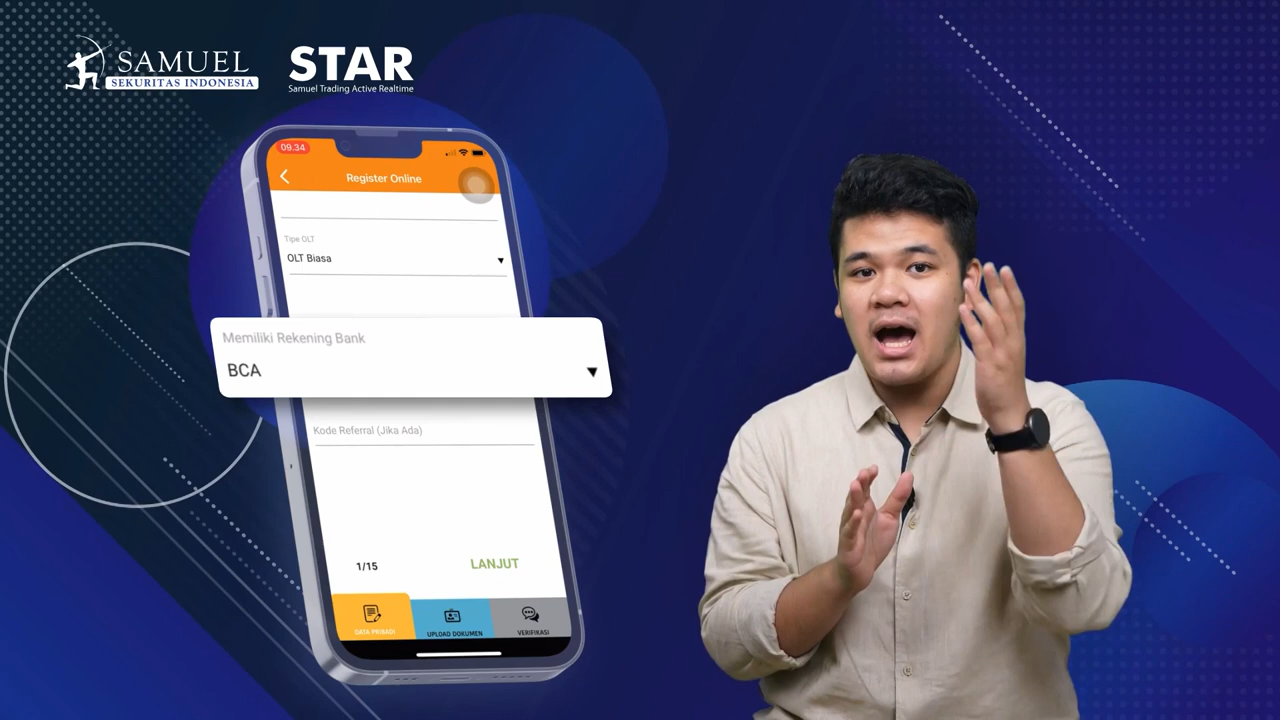 SAMUEL
SEKURITAS INDONESIA
STAR
Samuel Trading Active Realtime
09.34
Register Online
Tipe OLT
OLT Biasa
Memiliki Rekening Bank
BCA
Kode Referral (Jika Ada)
1/15
LANJUT
DATA PRIBADI
UPLOAD DOKUMEN
VERIFIKASI